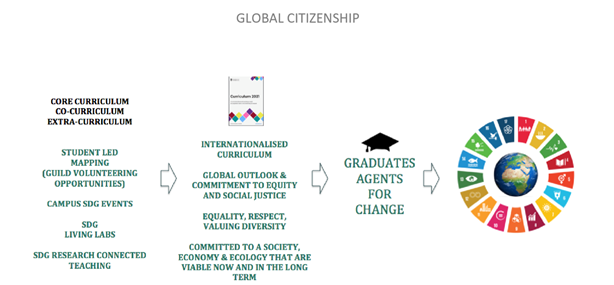 GLOBAL CITIZENSHIP
CORE CURRICULUM
CO-CURRICULUM
EXTRA-CURRICULUM
STUDENT LED
MAPPING
(GUILD VOLUNTEERING
OPPORTUNITIES)
CAMPUS SDG EVENTS
SDG
LIVING LABS
SDG RESEARCH CONNECTED
TEACHING
Curriculum 2021
INTERNATIONALISED
CURRICULUM
GLOBAL OUTLOOK &
COMMITMENT TO EQUITY
AND SOCIAL JUSTICE
EQUALITY, RESPECT,
VALUING DIVERSITY
COMMITTED TO A SOCIETY,
ECONOMY & ECOLOGY THAT ARE
VIABLE NOW AND IN THE LONG
TERM
GRADUATES
AGENTS
FOR
CHANGE